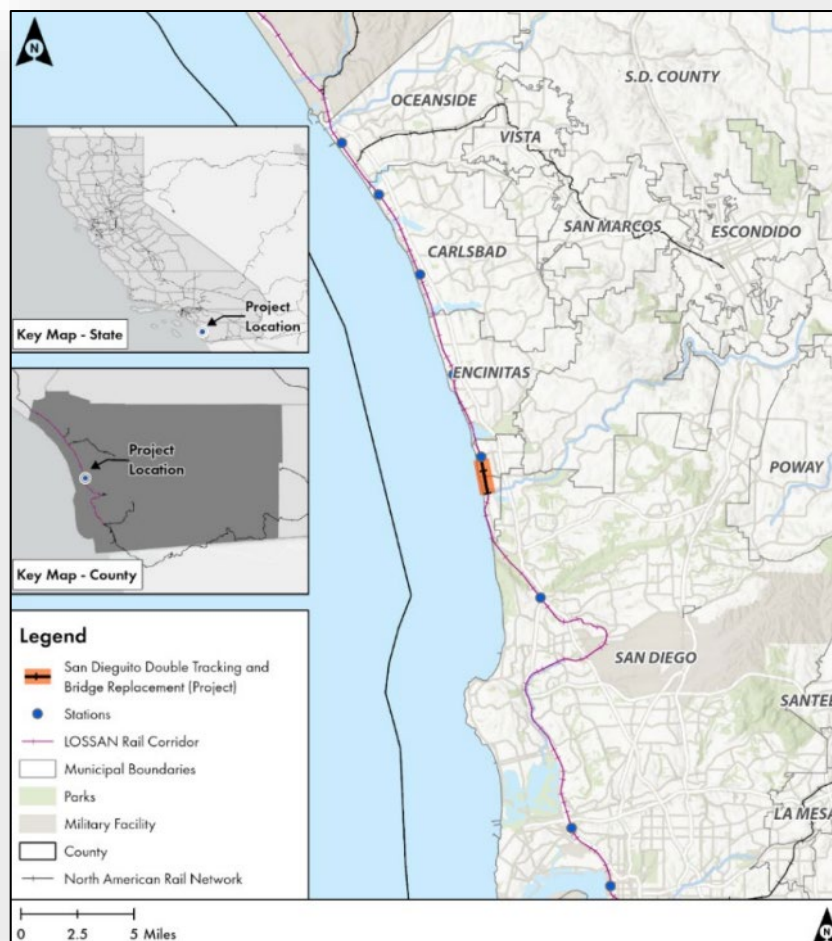 N
S.D. COUNTY
OCEANSIDE
VISTA
SAN MARCOS
ESCONDIDO
CARLSBAD
Project
Location
Key Map - State
ENCINITAS
Project
Location
POWAY
Key Map - County
Legend
San Dieguito Double Tracking and
Bridge Replacement (Project)
Stations
LOSSAN Rail Corridor
Municipal Boundaries
Parks
Military Facility
County
North American Rail Network
SAN DIEGO
SANTEE
LA MESA
0 2.5 5 Miles
N